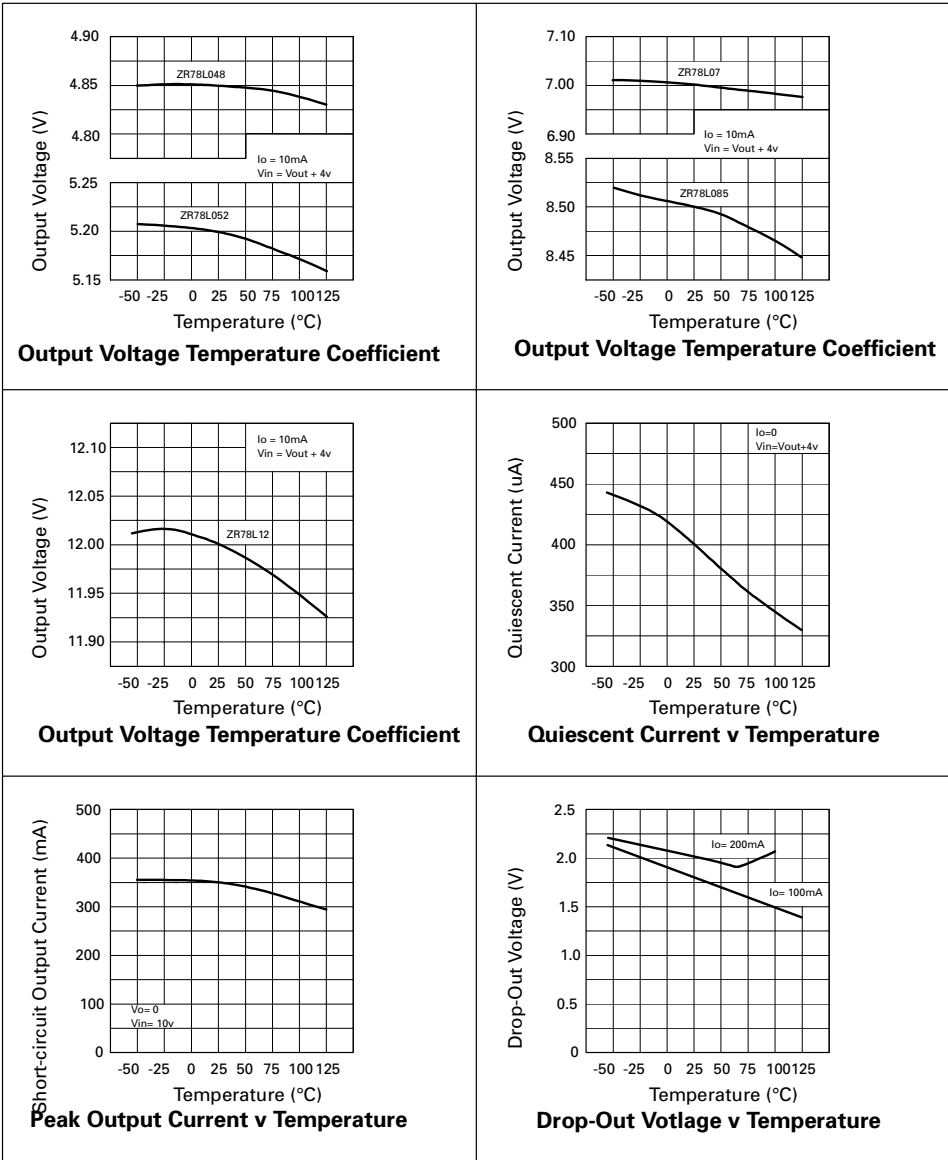 4.90
4.85
4.80
ZR78L048
Io = 10mA
Vin = Vout + 4v
5.25
5.20
5.15
ZR78L052
Output Voltage (V)
-50 -25 0 25 50 75 100 125
Temperature (°C)
Output Voltage Temperature Coefficient
7.10
7.00
6.90
ZR78L07
Io = 10mA
Vin = Vout + 4v
8.55
8.50
8.45
ZR78L085
Output Voltage (V)
-50 -25 0 25 50 75 100 125
Temperature (°C)
Output Voltage Temperature Coefficient
12.10
12.05
12.00
11.95
11.90
Io = 10mA
Vin = Vout + 4v
ZR78L12
Output Voltage (V)
-50 -25 0 25 50 75 100 125
Temperature (°C)
Output Voltage Temperature Coefficient
500
450
400
350
300
Io=0
Vin=Vout+4v
Quiescent Current (uA)
-50 -25 0 25 50 75 100 125
Temperature (°C)
Quiescent Current v Temperature
500
400
300
200
100
0
Vo= 0
Vin= 10v
Short-circuit Output Current (mA)
-50 -25 0 25 50 75 100 125
Temperature (°C)
Peak Output Current v Temperature
2.5
2.0
1.5
1.0
0.5
0
Io= 200mA
Io= 100mA
Drop-Out Voltage (V)
-50 -25 0 25 50 75 100 125
Temperature (°C)
Drop-Out Votlage v Temperature